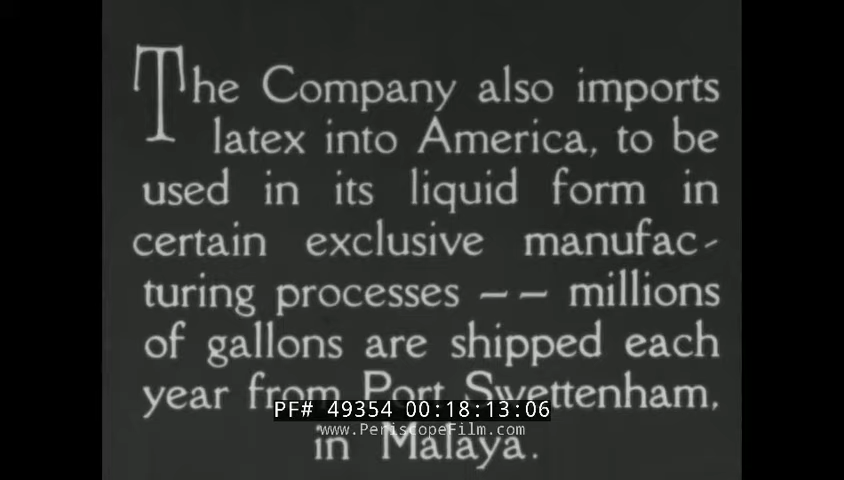 The Company also imports
latex into America, to be
used in its liquid form in
certain exclusive manufac-
turing processes -- millions
of gallons are shipped each
year from Port Swettenham,
PF# 49354 00:18:13:06
www.PeriscopeFilm.com
in Malaya.